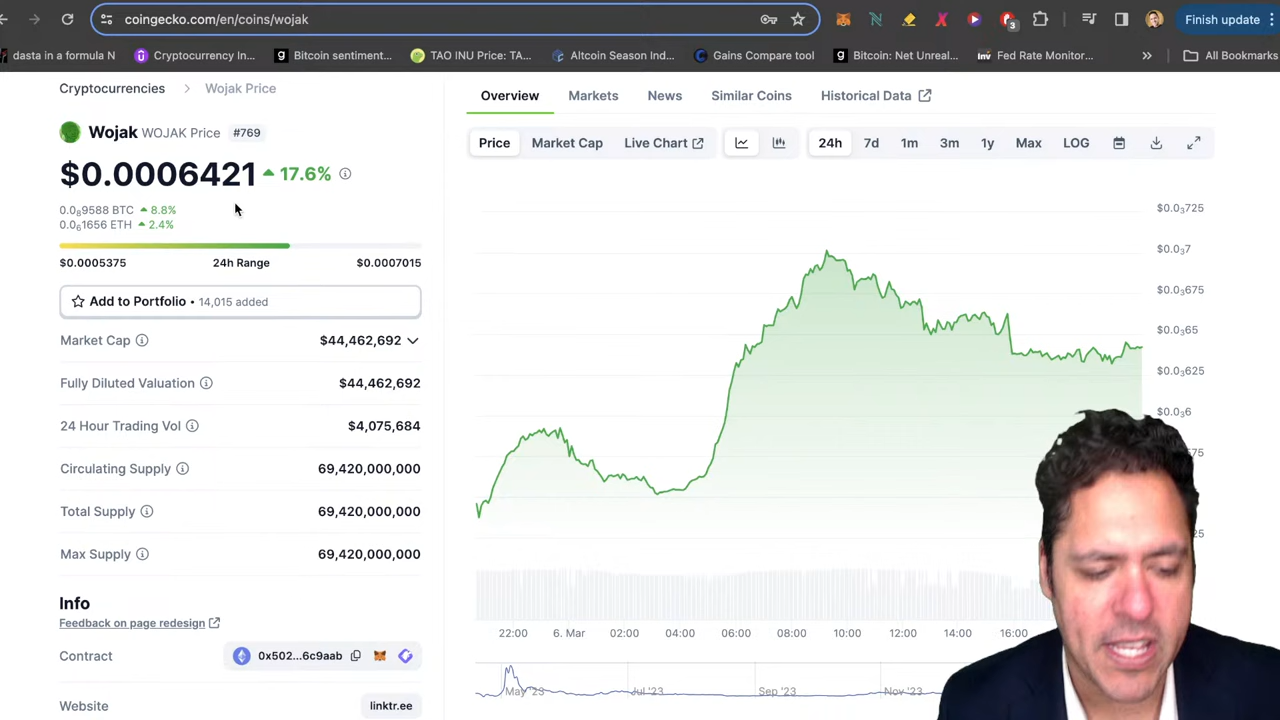 coingecko.com/en/coins/wojak
3
Finish update
dasta in a formula N
Cryptocurrency In...
Bitcoin sentiment...
TAO INU Price: TA...
Altcoin Season Ind...
Gains Compare tool
Bitcoin: Net Unreal...
Fed Rate Monitor...
»
All Bookmarks
Cryptocurrencies > Wojak Price
Wojak WOJAK Price #769
$0.0006421 17.6%
0.0₈9588 BTC 8.8%
0.0₆1656 ETH 2.4%
$0.0005375 24h Range $0.0007015
Add to Portfolio • 14,015 added
Market Cap $44,462,692
Fully Diluted Valuation $44,462,692
24 Hour Trading Vol $4,075,684
Circulating Supply 69,420,000,000
Total Supply 69,420,000,000
Max Supply 69,420,000,000
Info
Feedback on page redesign
Contract 0x502...6c9aab
Website linktr.ee
Overview Markets News Similar Coins Historical Data
Price Market Cap Live Chart 24h 7d 1m 3m 1y Max LOG
$0.0₃725
$0.0₃7
$0.0₃675
$0.0₃65
$0.0₃625
$0.0₃6
22:00 6. Mar 02:00 04:00 06:00 08:00 10:00 12:00 14:00 16:00
May '23 Jul '23 Sep '23 Nov '23